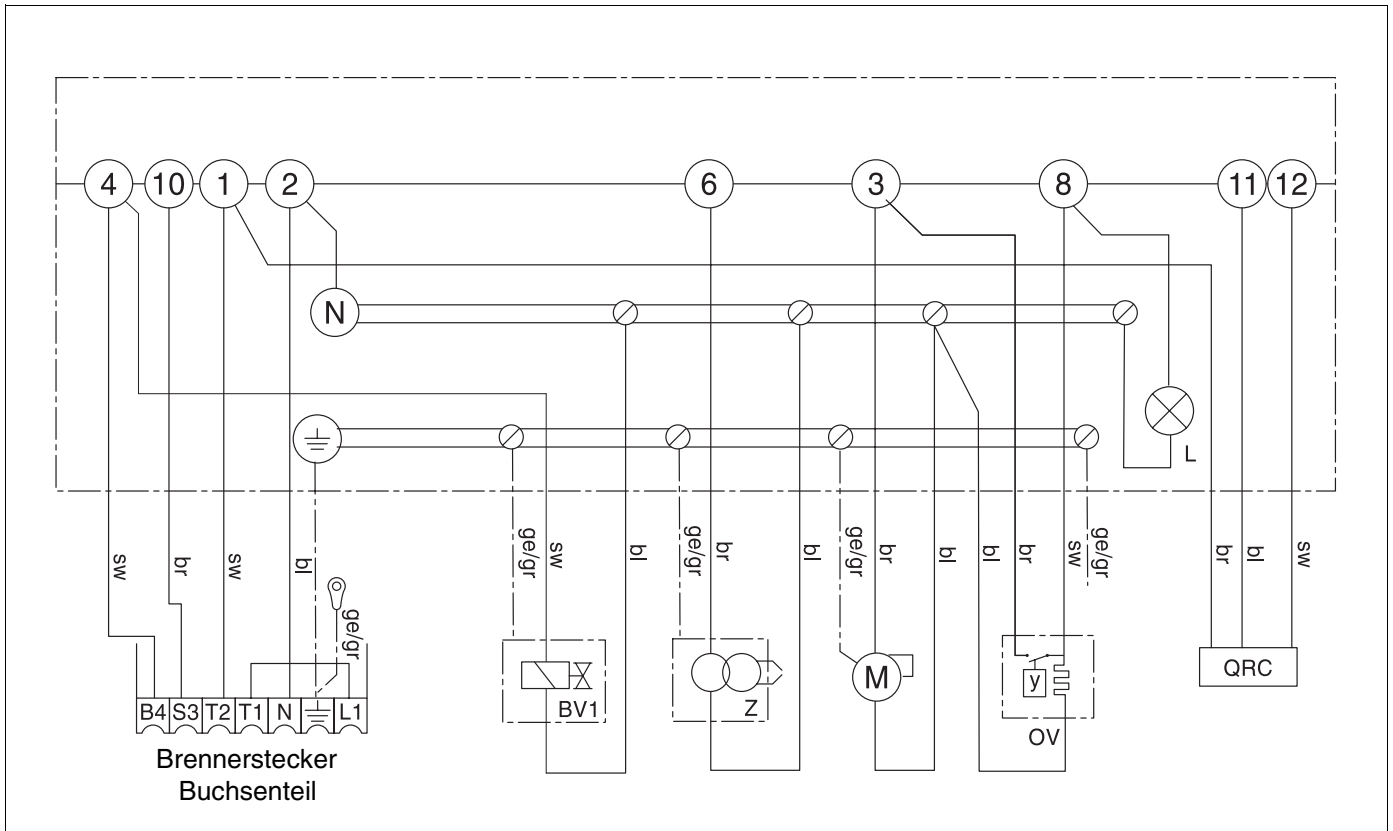 4 10 1 2 6 3 8 11 12
N
L
sw br sw bl ge/gr ge/gr sw bl ge/gr br bl ge/gr br bl bl br sw ge/gr br bl sw
BV1 Z M y OV QRC
B4 S3 T2 T1 N L1
Brennerstecker
Buchsenteil